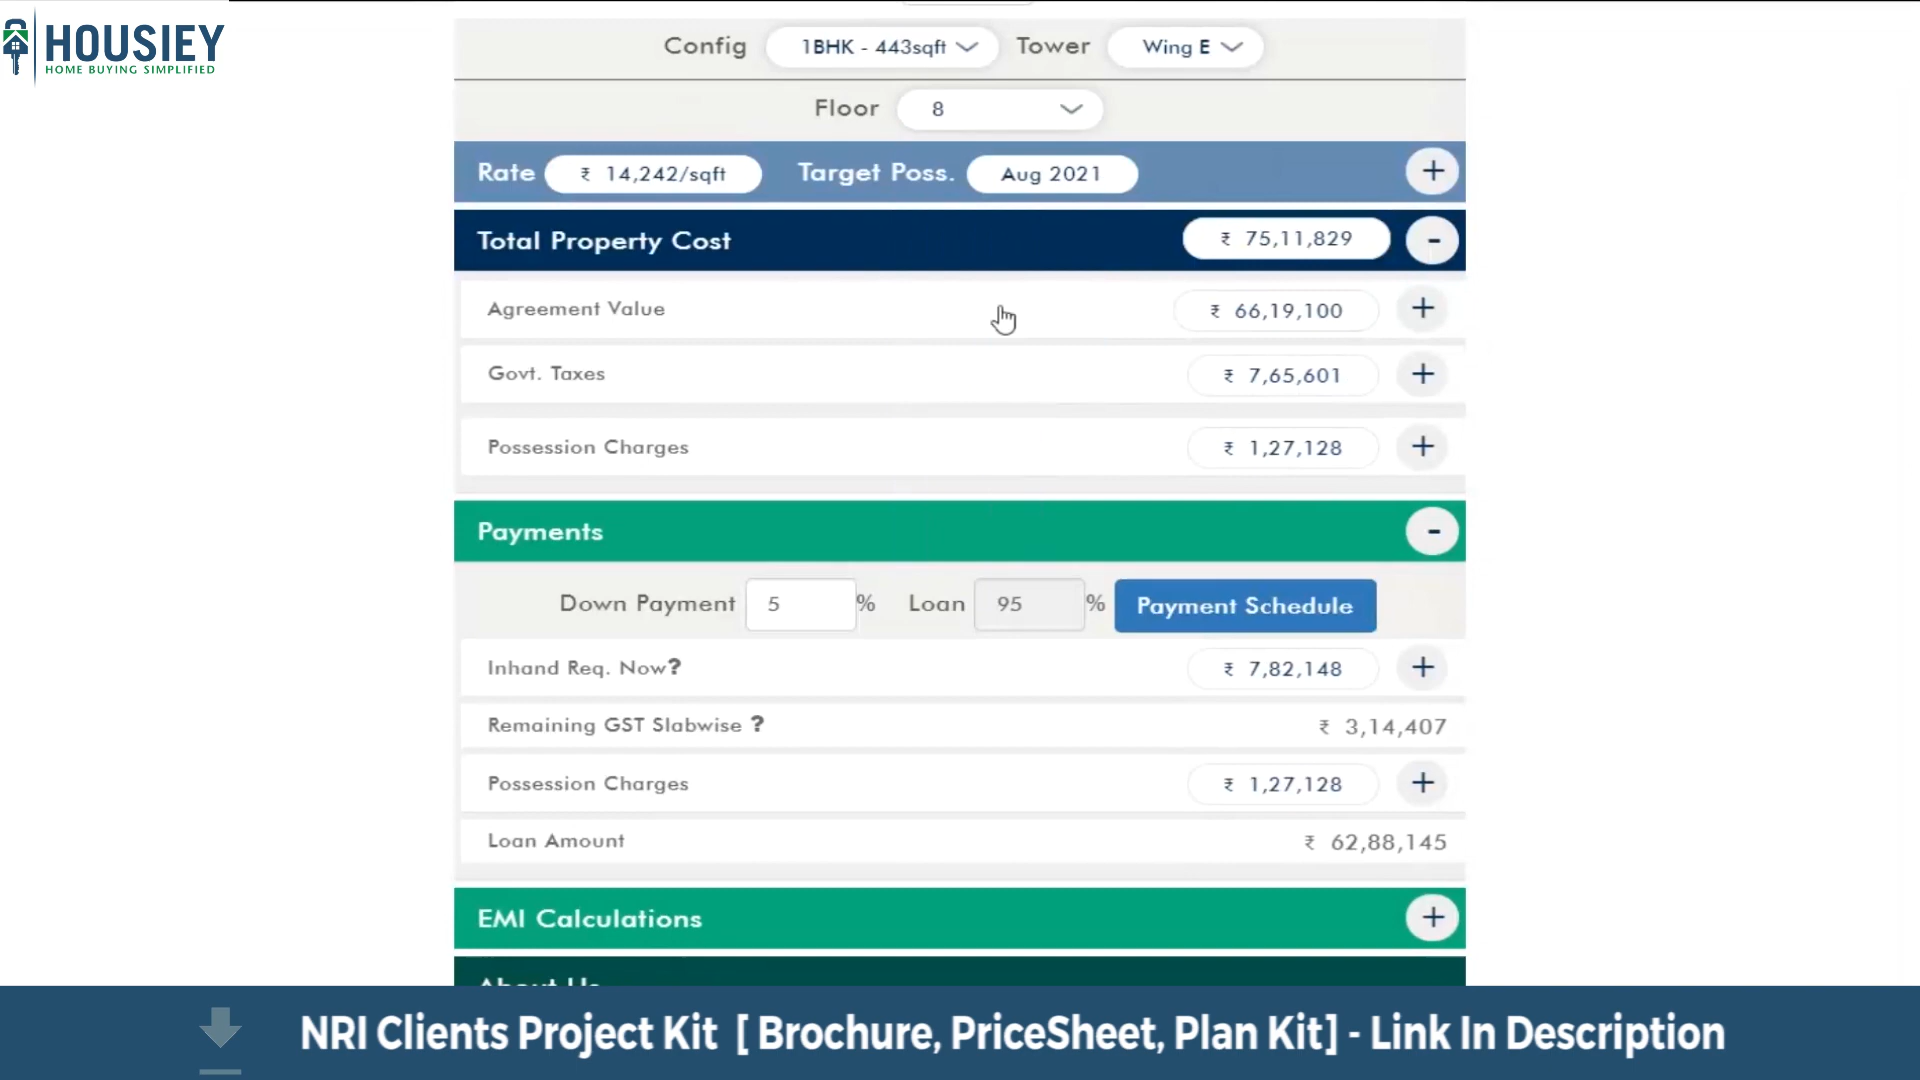 HOUSIEY
HOME BUYING SIMPLIFIED
Config 1BHK - 443sqft Tower Wing E
Floor 8
Rate ₹ 14,242/sqft Target Poss. Aug 2021 +
Total Property Cost ₹ 75,11,829 -
Agreement Value ₹ 66,19,100 +
Govt. Taxes ₹ 7,65,601 +
Possession Charges ₹ 1,27,128 +
Payments -
Down Payment 5 % Loan 95 % Payment Schedule
Inhand Req. Now? ₹ 7,82,148 +
Remaining GST Slabwise ? ₹ 3,14,407
Possession Charges ₹ 1,27,128 +
Loan Amount ₹ 62,88,145
EMI Calculations +
About Us
NRI Clients Project Kit [ Brochure, PriceSheet, Plan Kit] - Link In Description